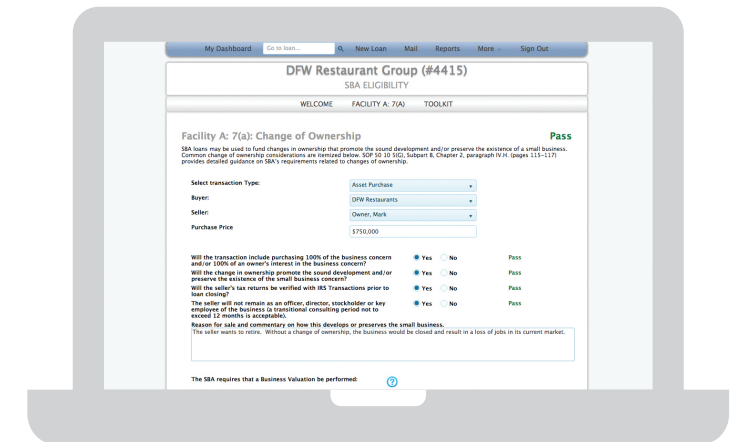 My Dashboard Go to loan... New Loan Mail Reports More Sign Out
DFW Restaurant Group (#4415)
SBA ELIGIBILITY
WELCOME FACILITY A: 7(A) TOOLKIT
Facility A: 7(a): Change of Ownership Pass
SBA loans may be used to fund changes in ownership that promote the sound development and/or preserve the existence of a small business.
Common change of ownership considerations are itemized below. SOP 50 10 5(G), Subpart B, Chapter 2, paragraph IV.H. (pages 115-117)
provides detailed guidance on SBA's requirements related to changes of ownership.
Select transaction Type: Asset Purchase
Buyer: DFW Restaurants
Seller: Owner, Mark
Purchase Price $750,000
Will the transaction include purchasing 100% of the business concern
and/or 100% of an owner's interest in the business concern? Yes No Pass
Will the change in ownership promote the sound development and/or
preserve the existence of the small business concern? Yes No Pass
Will the seller's tax returns be verified with IRS Transactions prior to
loan closing? Yes No Pass
The seller will not remain as an officer, director, stockholder or key
employee of the business (a transitional consulting period not to
exceed 12 months is acceptable). Yes No Pass
Reason for sale and commentary on how this develops or preserves the small business.
The seller wants to retire. Without a change of ownership, the business would be closed and result in a loss of jobs in its current market.
The SBA requires that a Business Valuation be performed: ?